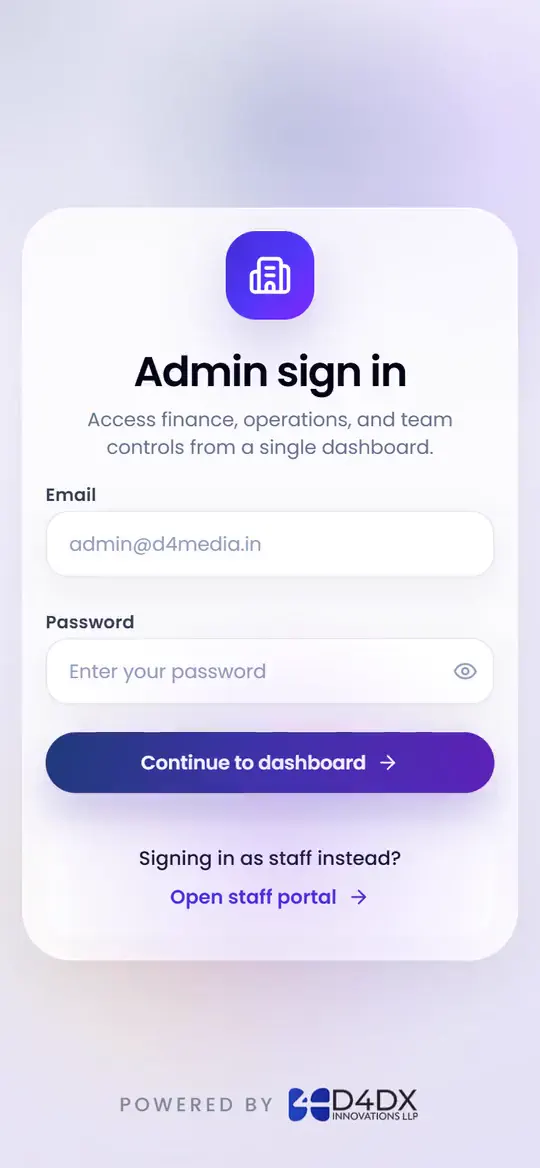 Admin sign in
Access finance, operations, and team
controls from a single dashboard.
Email
admin@d4media.in
Password
Enter your password
Continue to dashboard →
Signing in as staff instead?
Open staff portal →
POWERED BY D4DX
INNOVATIONS LLP